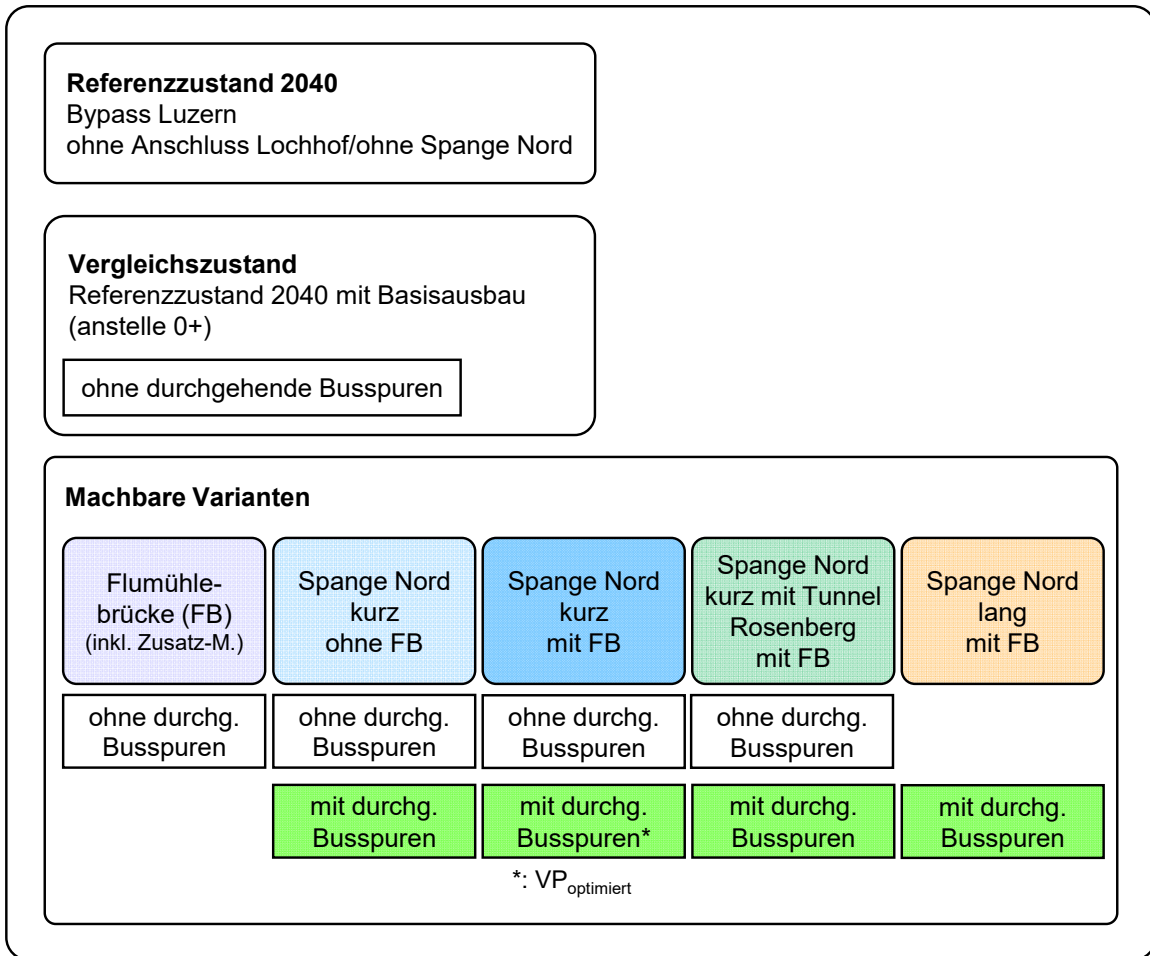 Referenzzustand 2040
Bypass Luzern
ohne Anschluss Lochhof/ohne Spange Nord
Vergleichszustand
Referenzzustand 2040 mit Basisausbau
(anstelle 0+)
ohne durchgehende Busspuren
Machbare Varianten
Flumühle-
brücke (FB)
(inkl. Zusatz-M.)
Spange Nord
kurz
ohne FB
Spange Nord
kurz
mit FB
Spange Nord
kurz mit Tunnel
Rosenberg
mit FB
Spange Nord
lang
mit FB
ohne durchg.
Busspuren
ohne durchg.
Busspuren
ohne durchg.
Busspuren
ohne durchg.
Busspuren
mit durchg.
Busspuren
mit durchg.
Busspuren*
mit durchg.
Busspuren
mit durchg.
Busspuren
*: VPoptimiert